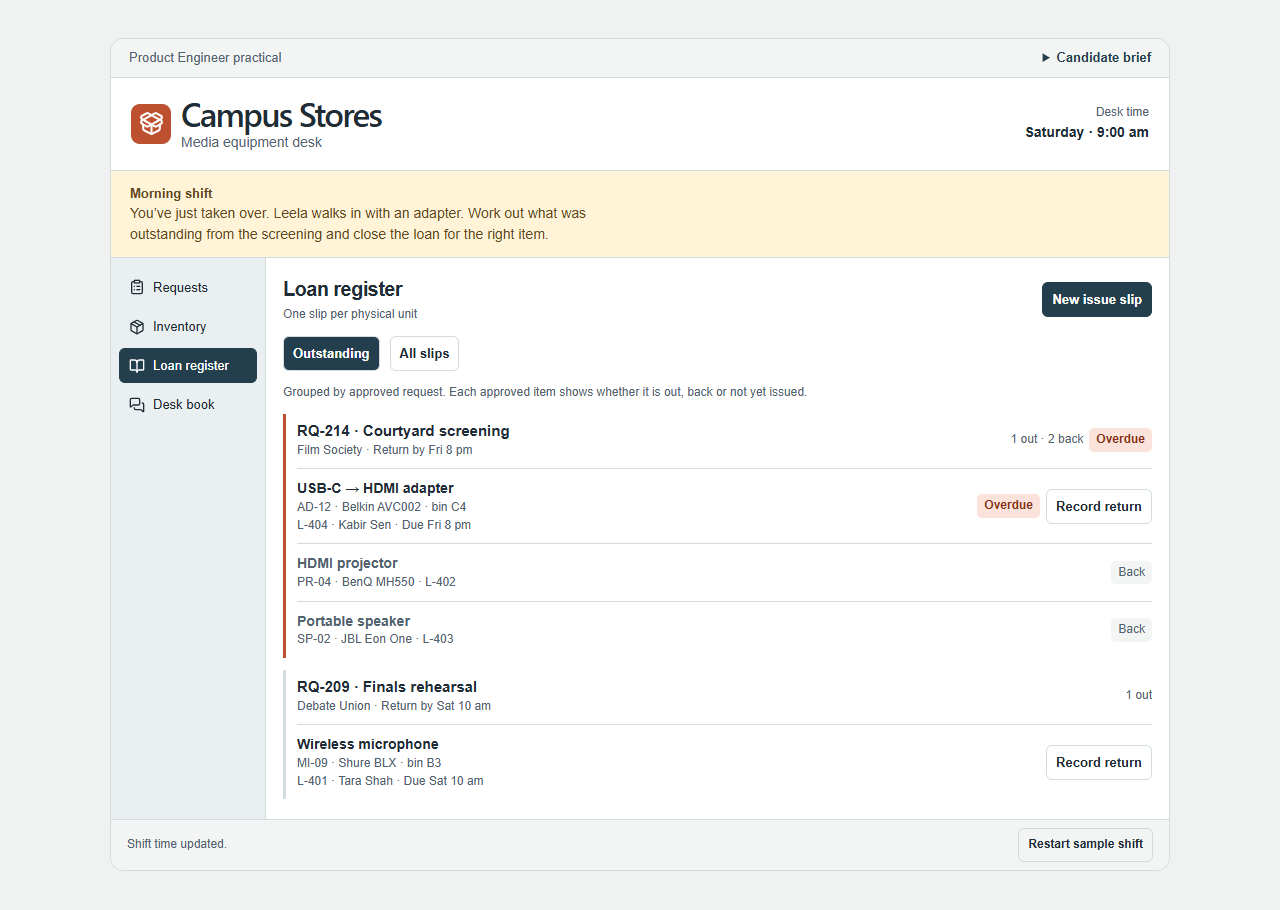 Product Engineer practical
Candidate brief
Campus Stores
Media equipment desk
Desk time
Saturday · 9:00 am
Morning shift
You’ve just taken over. Leela walks in with an adapter. Work out what was
outstanding from the screening and close the loan for the right item.
Requests
Inventory
Loan register
Desk book
Loan register
One slip per physical unit
New issue slip
Outstanding
All slips
Grouped by approved request. Each approved item shows whether it is out, back or not yet issued.
RQ-214 · Courtyard screening
Film Society · Return by Fri 8 pm
1 out · 2 back
Overdue
USB-C → HDMI adapter
AD-12 · Belkin AVC002 · bin C4
L-404 · Kabir Sen · Due Fri 8 pm
Overdue
Record return
HDMI projector
PR-04 · BenQ MH550 · L-402
Back
Portable speaker
SP-02 · JBL Eon One · L-403
Back
RQ-209 · Finals rehearsal
Debate Union · Return by Sat 10 am
1 out
Wireless microphone
MI-09 · Shure BLX · bin B3
L-401 · Tara Shah · Due Sat 10 am
Record return
Shift time updated.
Restart sample shift